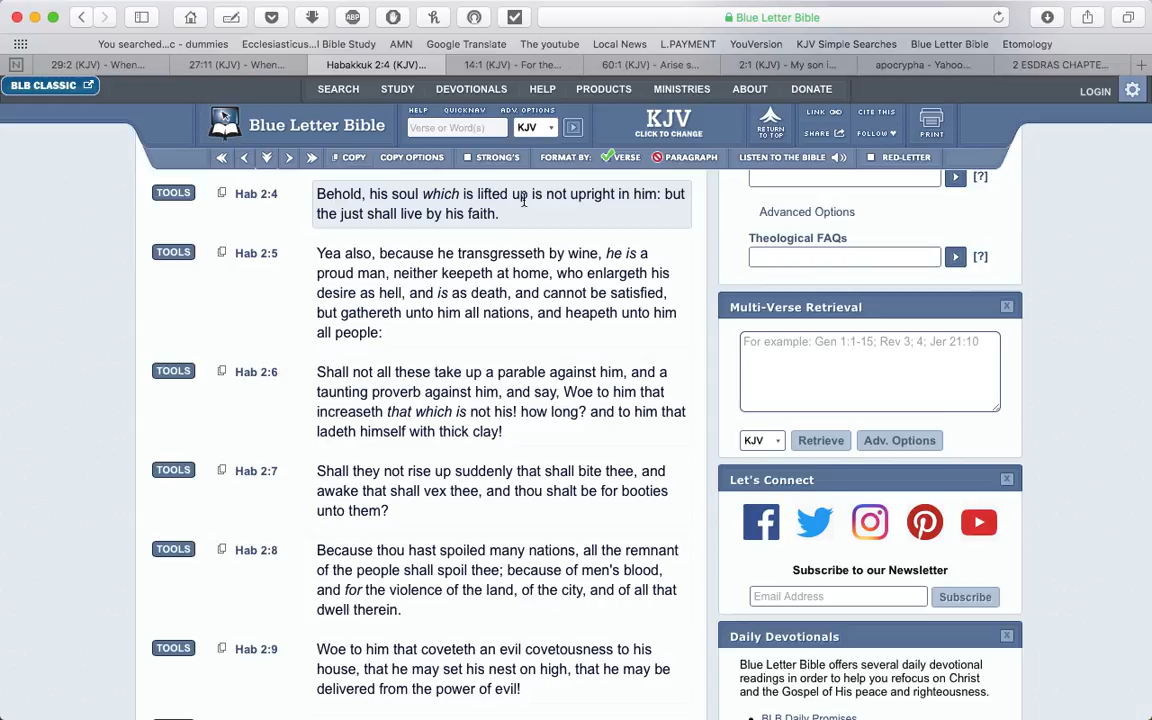 Blue Letter Bible
You searched...c - dummies
Ecclesiasticus...l Bible Study
AMN
Google Translate
The youtube
Local News
L.PAYMENT
YouVersion
KJV Simple Searches
Blue Letter Bible
Etomology
29:2 (KJV) - When...
27:11 (KJV) - When...
Habakkuk 2:4 (KJV)...
14:1 (KJV) - For the...
60:1 (KJV) - Arise s...
2:1 (KJV) - My son i...
apocrypha - Yahoo...
2 ESDRAS CHAPTE...
BLB CLASSIC
SEARCH
STUDY
DEVOTIONALS
HELP
PRODUCTS
MINISTRIES
ABOUT
DONATE
LOGIN
Blue Letter Bible
HELP
QUICKNAV
ADV. OPTIONS
Verse or Word(s)
KJV
KJV
CLICK TO CHANGE
RETURN
TO TOP
LINK
CITE THIS
SHARE
FOLLOW
PRINT
COPY
COPY OPTIONS
STRONG'S
FORMAT BY:
VERSE
PARAGRAPH
LISTEN TO THE BIBLE
RED-LETTER
TOOLS
Hab 2:4
Behold, his soul which is lifted up is not upright in him: but
the just shall live by his faith.
TOOLS
Hab 2:5
Yea also, because he transgresseth by wine, he is a
proud man, neither keepeth at home, who enlargeth his
desire as hell, and is as death, and cannot be satisfied,
but gathereth unto him all nations, and heapeth unto him
all people:
TOOLS
Hab 2:6
Shall not all these take up a parable against him, and a
taunting proverb against him, and say, Woe to him that
increaseth that which is not his! how long? and to him that
ladeth himself with thick clay!
TOOLS
Hab 2:7
Shall they not rise up suddenly that shall bite thee, and
awake that shall vex thee, and thou shalt be for booties
unto them?
TOOLS
Hab 2:8
Because thou hast spoiled many nations, all the remnant
of the people shall spoil thee; because of men's blood,
and for the violence of the land, of the city, and of all that
dwell therein.
TOOLS
Hab 2:9
Woe to him that coveteth an evil covetousness to his
house, that he may set his nest on high, that he may be
delivered from the power of evil!
[?]
Advanced Options
Theological FAQs
[?]
Multi-Verse Retrieval
X
For example: Gen 1:1-15; Rev 3; 4; Jer 21:10
KJV
Retrieve
Adv. Options
Let's Connect
X
Subscribe to our Newsletter
Email Address
Subscribe
Daily Devotionals
X
Blue Letter Bible offers several daily devotional
readings in order to help you refocus on Christ
and the Gospel of His peace and righteousness.
BLB Daily Promises